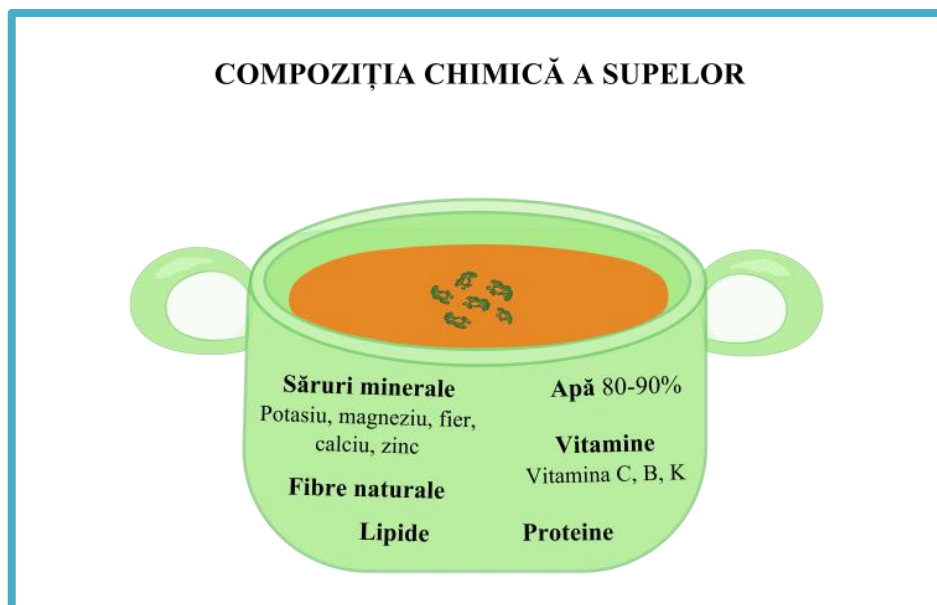 COMPOZIȚIA CHIMICĂ A SUPELOR
Săruri minerale
Potasiu, magneziu, fier,
calciu, zinc
Fibre naturale
Lipide
Apă 80-90%
Vitamine
Vitamina C, B, K
Proteine